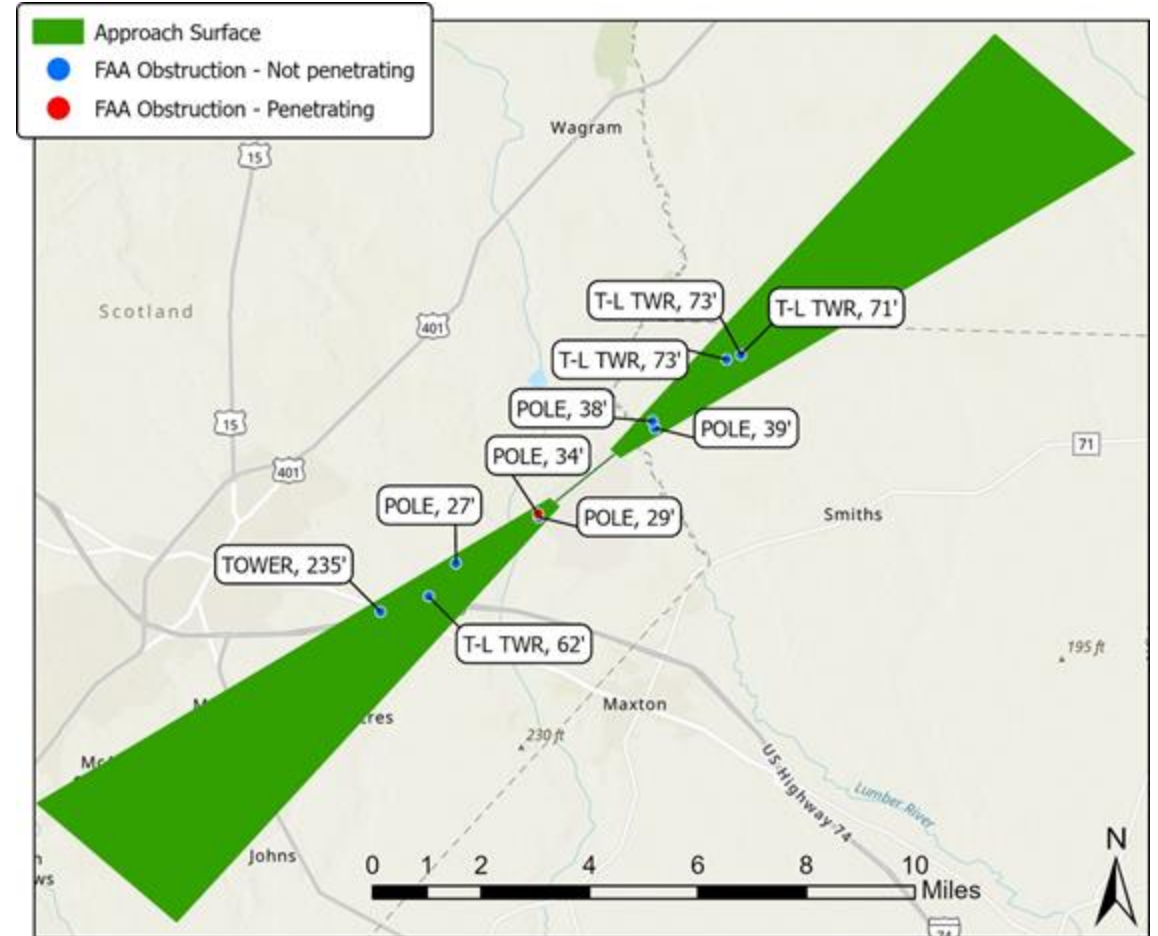 Approach Surface
FAA Obstruction - Not penetrating
FAA Obstruction - Penetrating
Wagram
15
Scotland
401
T-L TWR, 73'
T-L TWR, 71'
T-L TWR, 73'
POLE, 38'
POLE, 39'
15
401
71
POLE, 34'
POLE, 27'
POLE, 29'
Smiths
TOWER, 235'
T-L TWR, 62'
195 ft
Maxton
230 ft
US Highway 74
Lumber River
Johns
N
0 1 2 4 6 8 10
Miles
74